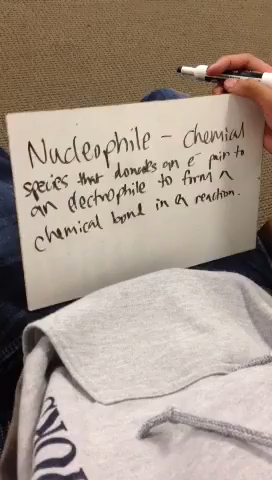 Nucleophile - chemical
species that donates an e⁻ pair to
an electrophile to form a
chemical bond in a reaction.